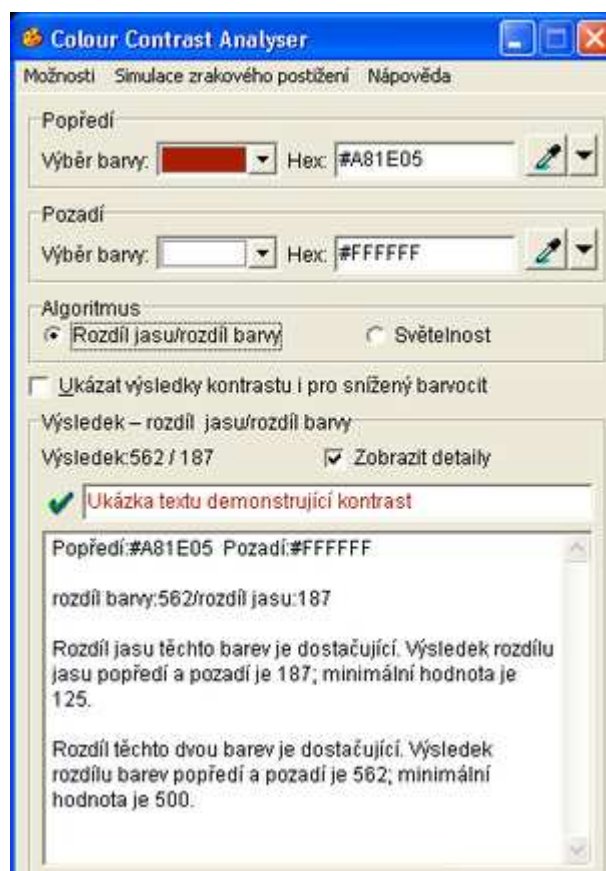 Colour Contrast Analyser
Možnosti Simulace zrakového postižení Nápověda
Popředí
Výběr barvy: Hex: #A81E05
Pozadí
Výběr barvy: Hex: #FFFFFF
Algoritmus
Rozdíl jasu/rozdíl barvy Světelnost
Ukázat výsledky kontrastu i pro snížený barvocit
Výsledek – rozdíl jasu/rozdíl barvy
Výsledek:562 / 187 Zobrazit detaily
Ukázka textu demonstrující kontrast
Popředí:#A81E05 Pozadí:#FFFFFF
rozdíl barvy:562/rozdíl jasu:187
Rozdíl jasu těchto barev je dostačující. Výsledek rozdílu
jasu popředí a pozadí je 187; minimální hodnota je
125.
Rozdíl těchto dvou barev je dostačující. Výsledek
rozdílu barev popředí a pozadí je 562; minimální
hodnota je 500.